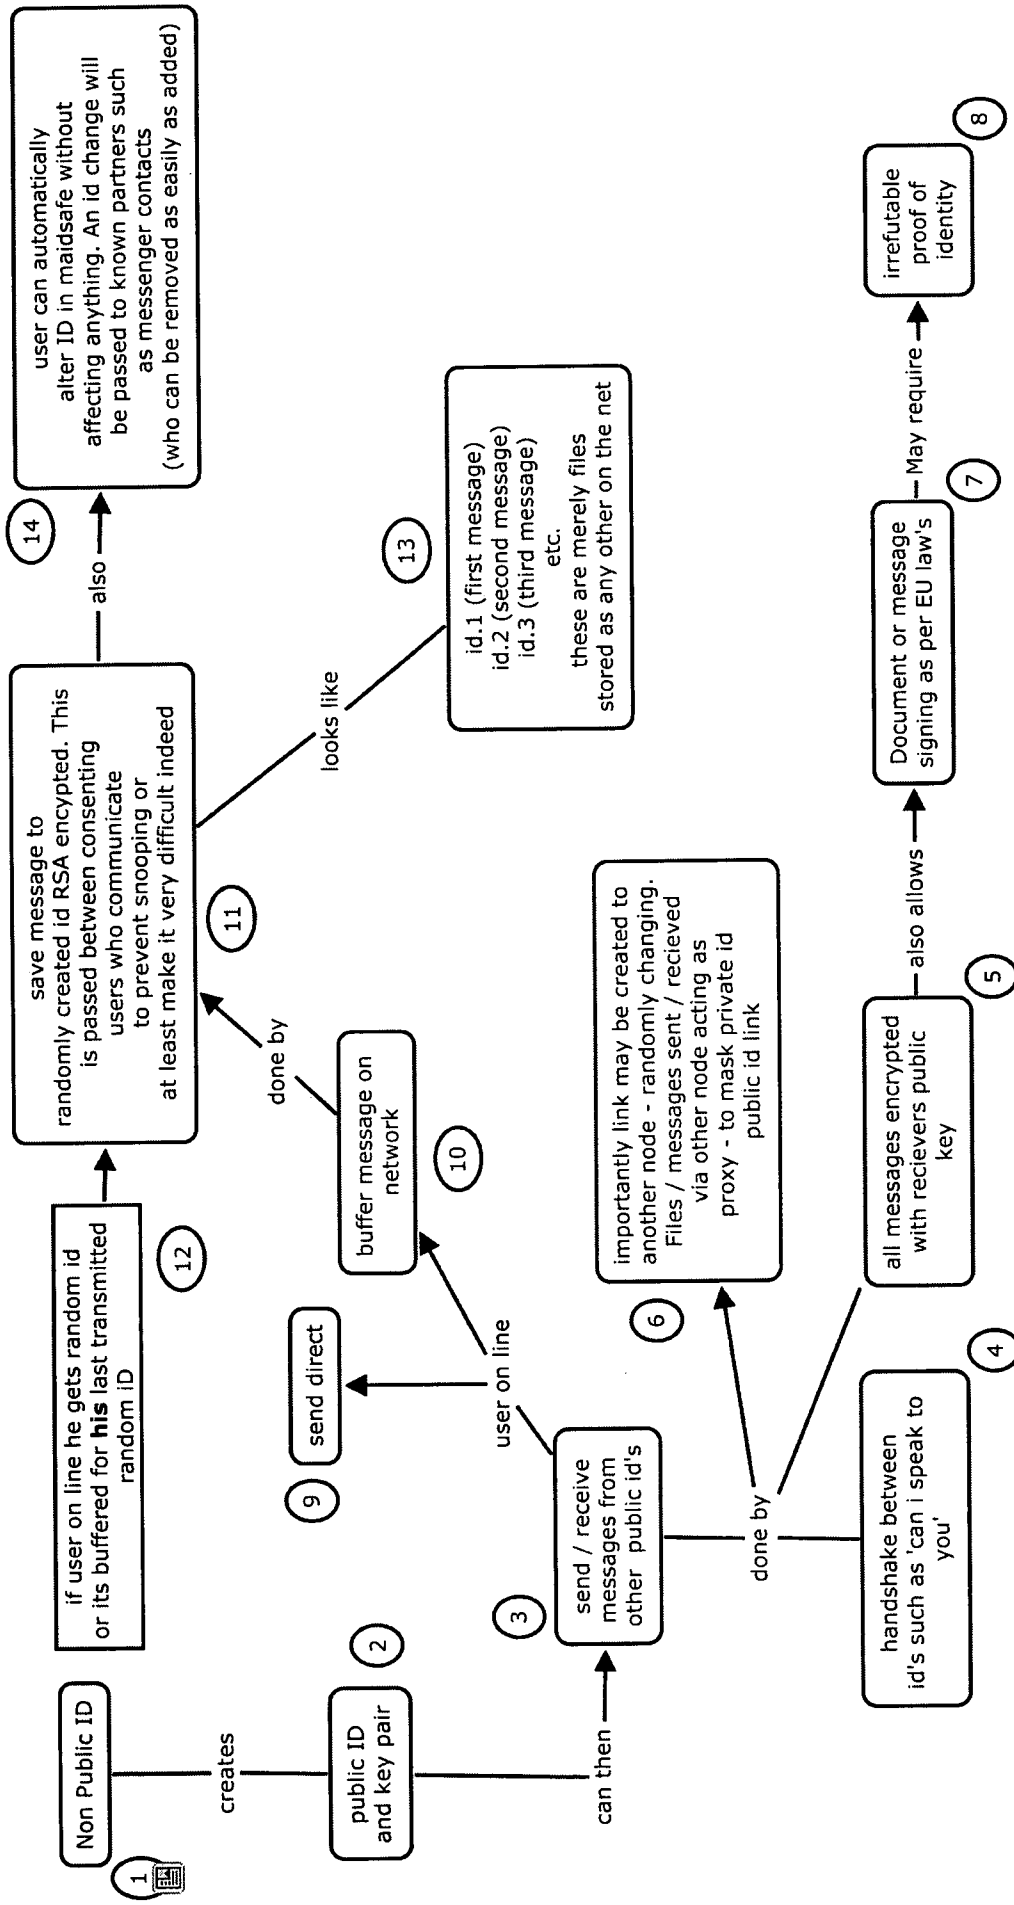 Non Public ID
1
creates
public ID
and key pair
2
can then
send / receive
messages from
other public id's
3
done by
handshake between
id's such as 'can i speak to
you'
4
all messages encrypted
with recievers public
key
5
also allows
Document or message
signing as per EU law's
7
May require
irrefutable
proof of
identity
8
importantly link may be created to
another node - randomly changing.
Files / messages sent / recieved
via other node acting as
proxy - to mask private id
public id link
6
user on line
send direct
9
buffer message on
network
10
done by
save message to
randomly created id RSA encrypted. This
is passed between consenting
users who communicate
to prevent snooping or
at least make it very difficult indeed
11
if user on line he gets random id
or its buffered for his last transmitted
random iD
12
looks like
id.1 (first message)
id.2 (second message)
id.3 (third message)
etc.
these are merely files
stored as any other on the net
13
also
user can automatically
alter ID in maidsafe without
affecting anything. An id change will
be passed to known partners such
as messenger contacts
(who can be removed as easily as added)
14